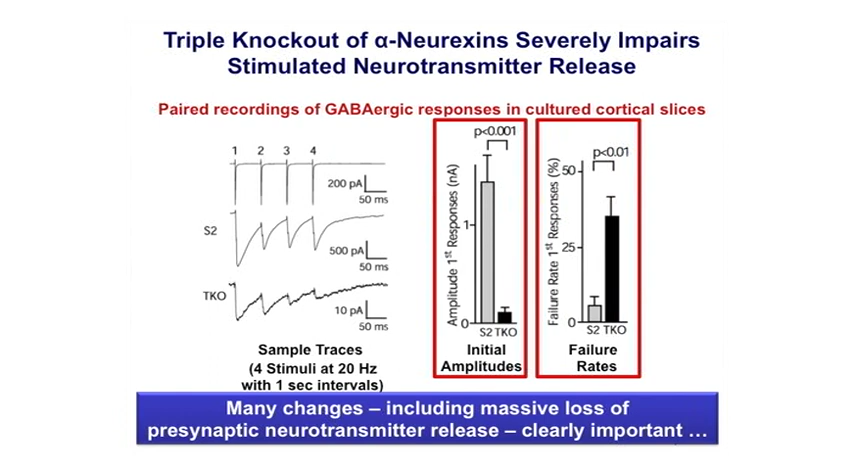 Triple Knockout of α-Neurexins Severely Impairs
Stimulated Neurotransmitter Release
Paired recordings of GABAergic responses in cultured cortical slices
1 2 3 4
200 pA
50 ms
S2
500 pA
50 ms
TKO
10 pA
50 ms
Sample Traces
(4 Stimuli at 20 Hz
with 1 sec intervals)
p<0.001
Amplitude 1st Responses (nA)
1
0
S2 TKO
Initial
Amplitudes
p<0.01
Failure Rate 1st Responses (%)
50
25
0
S2 TKO
Failure
Rates
Many changes – including massive loss of
presynaptic neurotransmitter release – clearly important ...